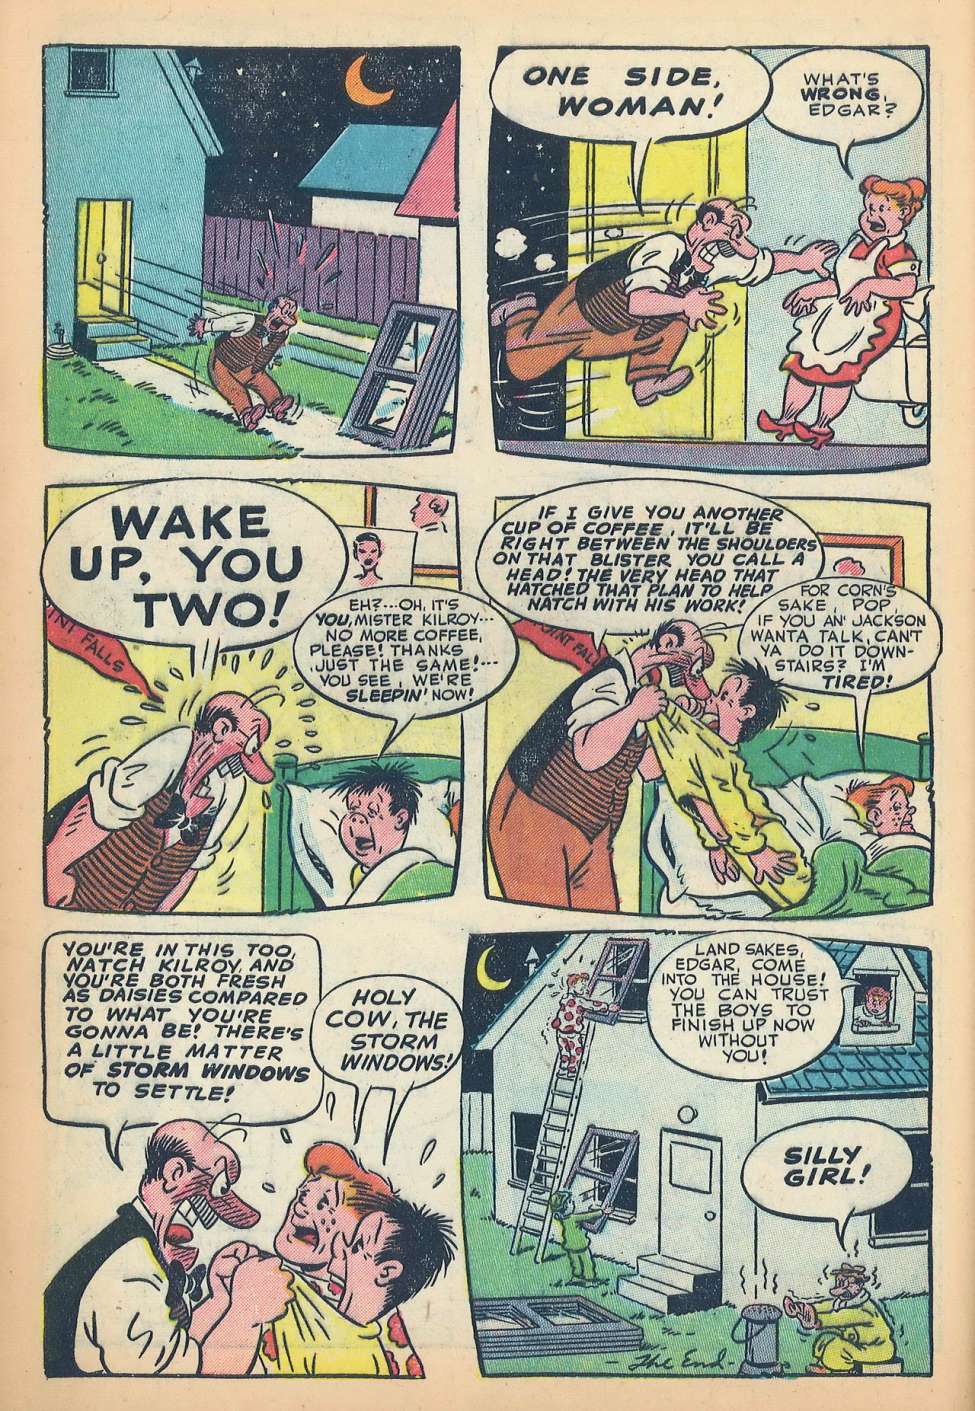 ONE SIDE,
WOMAN!
WHAT'S
WRONG,
EDGAR?
WAKE
UP, YOU
TWO!
EH?---OH, IT'S
YOU, MISTER KILROY---
NO MORE COFFEE,
PLEASE! THANKS
JUST THE SAME!---
YOU SEE, WE'RE
SLEEPIN' NOW!
OINT FALLS
IF I GIVE YOU ANOTHER
CUP OF COFFEE, IT'LL BE
RIGHT BETWEEN THE SHOULDERS
ON THAT BLISTER YOU CALL A
HEAD! THE VERY HEAD THAT
HATCHED THAT PLAN TO HELP
NATCH WITH HIS WORK!
FOR CORN'S
SAKE, POP,
IF YOU AN' JACKSON
WANTA TALK, CAN'T
YA DO IT DOWN-
STAIRS? I'M
TIRED!
OINT FAL
YOU'RE IN THIS TOO,
NATCH KILROY, AND
YOU'RE BOTH FRESH
AS DAISIES COMPARED
TO WHAT YOU'RE
GONNA BE! THERE'S
A LITTLE MATTER
OF STORM WINDOWS
TO SETTLE!
HOLY
COW, THE
STORM
WINDOWS!
LAND SAKES,
EDGAR, COME
INTO THE HOUSE!
YOU CAN TRUST
THE BOYS TO
FINISH UP NOW
WITHOUT
YOU!
SILLY
GIRL!
- The End -